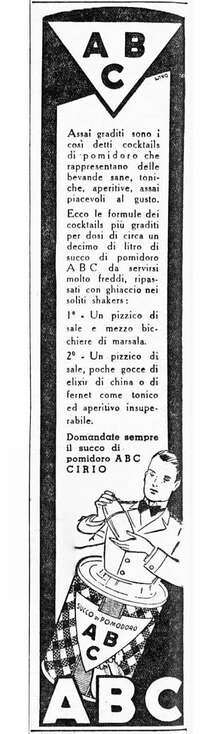 A B
C
Assai graditi sono i
così detti cocktails
di pomidoro che
rappresentano delle
bevande sane, toni-
che, aperitive, assai
piacevoli al gusto.
Ecco le formule dei
cocktails più graditi
per dosi di circa un
decimo di litro di
succo di pomidoro
A B C da servirsi
molto freddi, ripas-
sati con ghiaccio nei
soliti shakers:
1° - Un pizzico di
sale e mezzo bic-
chiere di marsala.
2° - Un pizzico di
sale, poche gocce di
elixir di china o di
fernet come tonico
ed aperitivo insupe-
rabile.
Domandate sempre
il succo di
pomidoro ABC
CIRIO
SUCCO DI POMODORO
A B
C
ABC